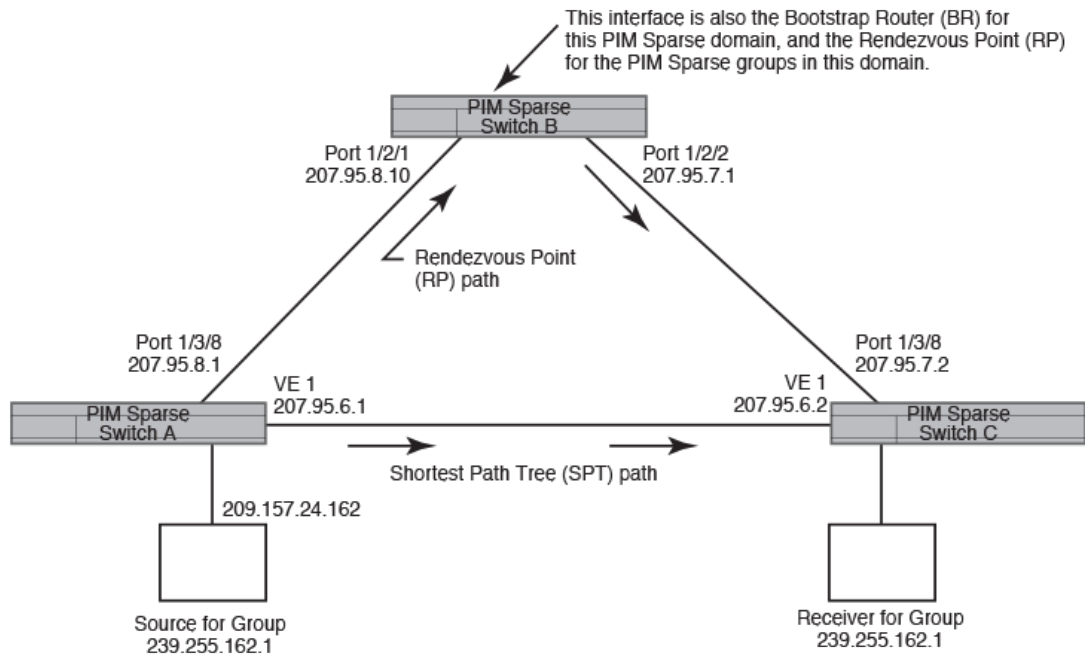 This interface is also the Bootstrap Router (BR) for
this PIM Sparse domain, and the Rendezvous Point (RP)
for the PIM Sparse groups in this domain.
PIM Sparse
Switch B
Port 1/2/1
207.95.8.10
Port 1/2/2
207.95.7.1
Rendezvous Point
(RP) path
Port 1/3/8
207.95.8.1
Port 1/3/8
207.95.7.2
VE 1
207.95.6.1
VE 1
207.95.6.2
PIM Sparse
Switch A
PIM Sparse
Switch C
Shortest Path Tree (SPT) path
209.157.24.162
Source for Group
239.255.162.1
Receiver for Group
239.255.162.1